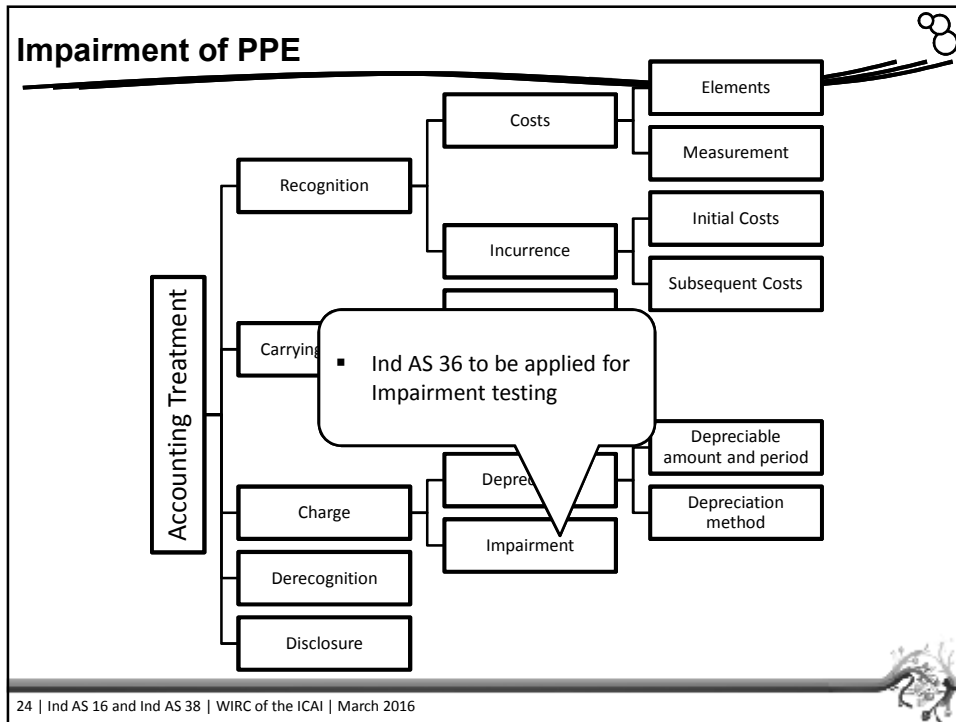 Impairment of PPE
Accounting Treatment
Recognition
Costs
Elements
Measurement
Incurrence
Initial Costs
Subsequent Costs
Carrying
▪ Ind AS 36 to be applied for
Impairment testing
Charge
Depreciable
amount and period
Depreciation
method
Impairment
Derecognition
Disclosure
24 | Ind AS 16 and Ind AS 38 | WIRC of the ICAI | March 2016